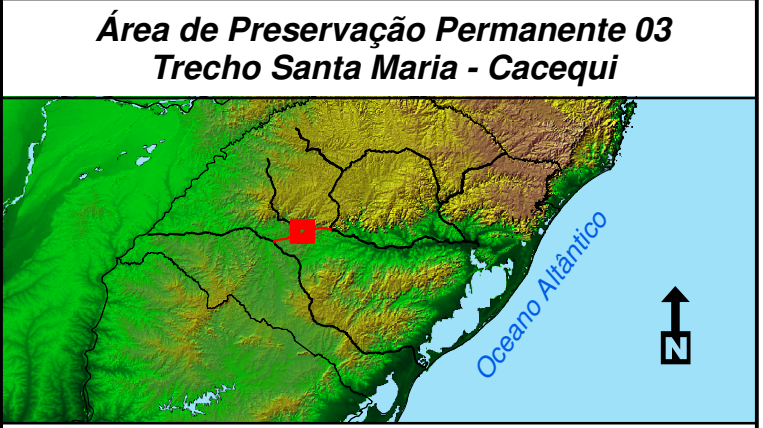 Área de Preservação Permanente 03
Trecho Santa Maria - Cacequi
Oceano Altântico
N